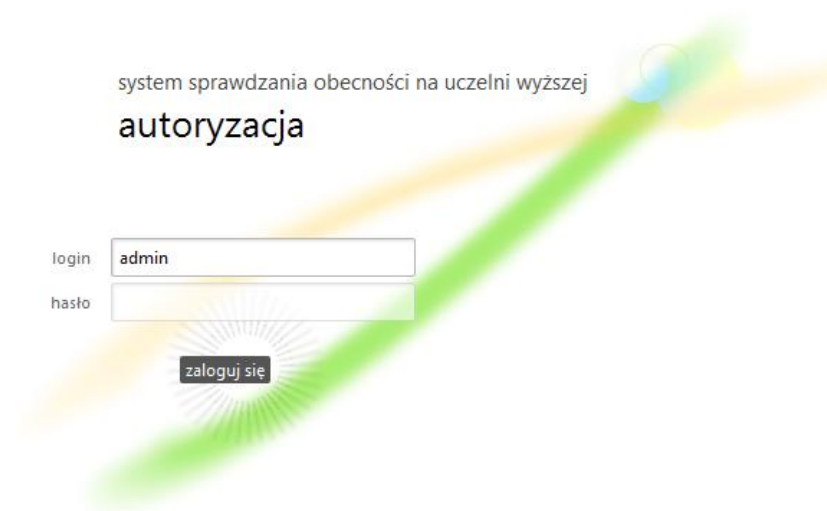 system sprawdzania obecności na uczelni wyższej
autoryzacja
login admin
hasło
zaloguj się